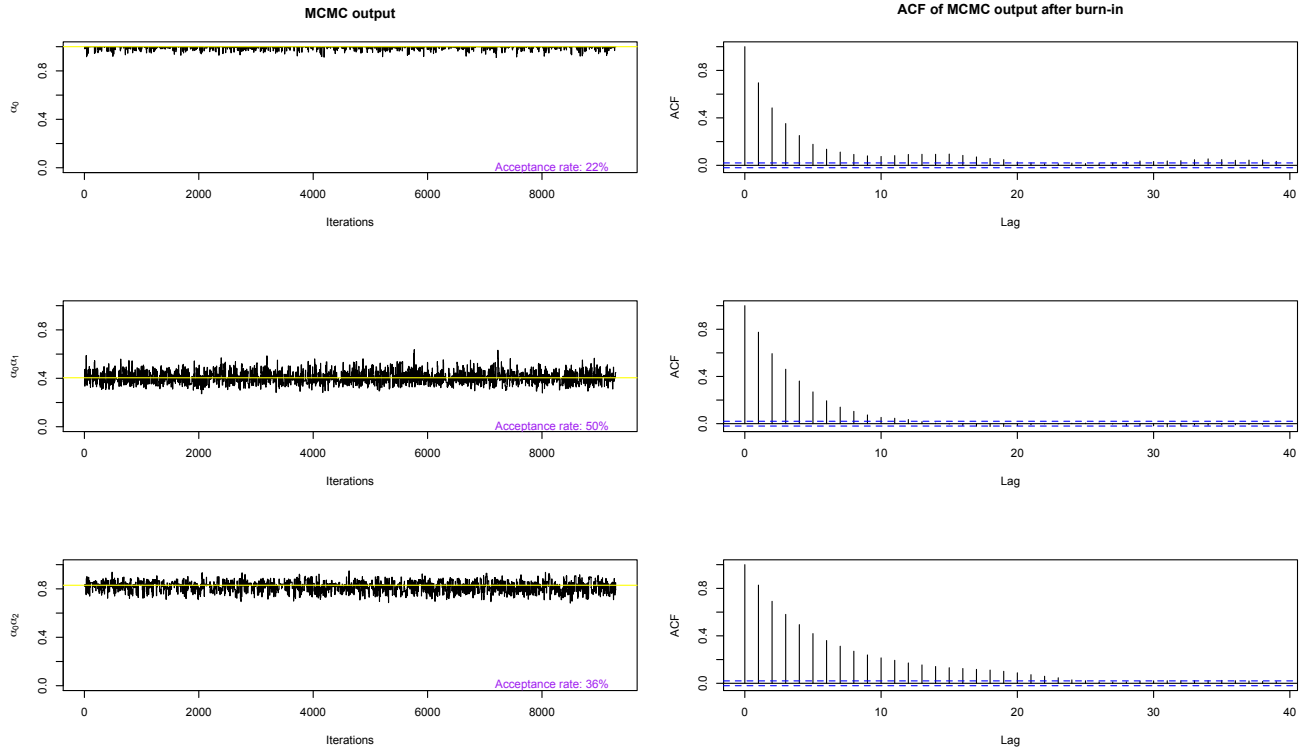 MCMC output
ACF of MCMC output after burn-in
α₀
0.0 0.4 0.8
Acceptance rate: 22%
0 2000 4000 6000 8000
Iterations
ACF
0.0 0.4 0.8
0 10 20 30 40
Lag
α₀α₁
0.0 0.4 0.8
Acceptance rate: 50%
0 2000 4000 6000 8000
Iterations
ACF
0.0 0.4 0.8
0 10 20 30 40
Lag
α₀α₂
0.0 0.4 0.8
Acceptance rate: 36%
0 2000 4000 6000 8000
Iterations
ACF
0.0 0.4 0.8
0 10 20 30 40
Lag